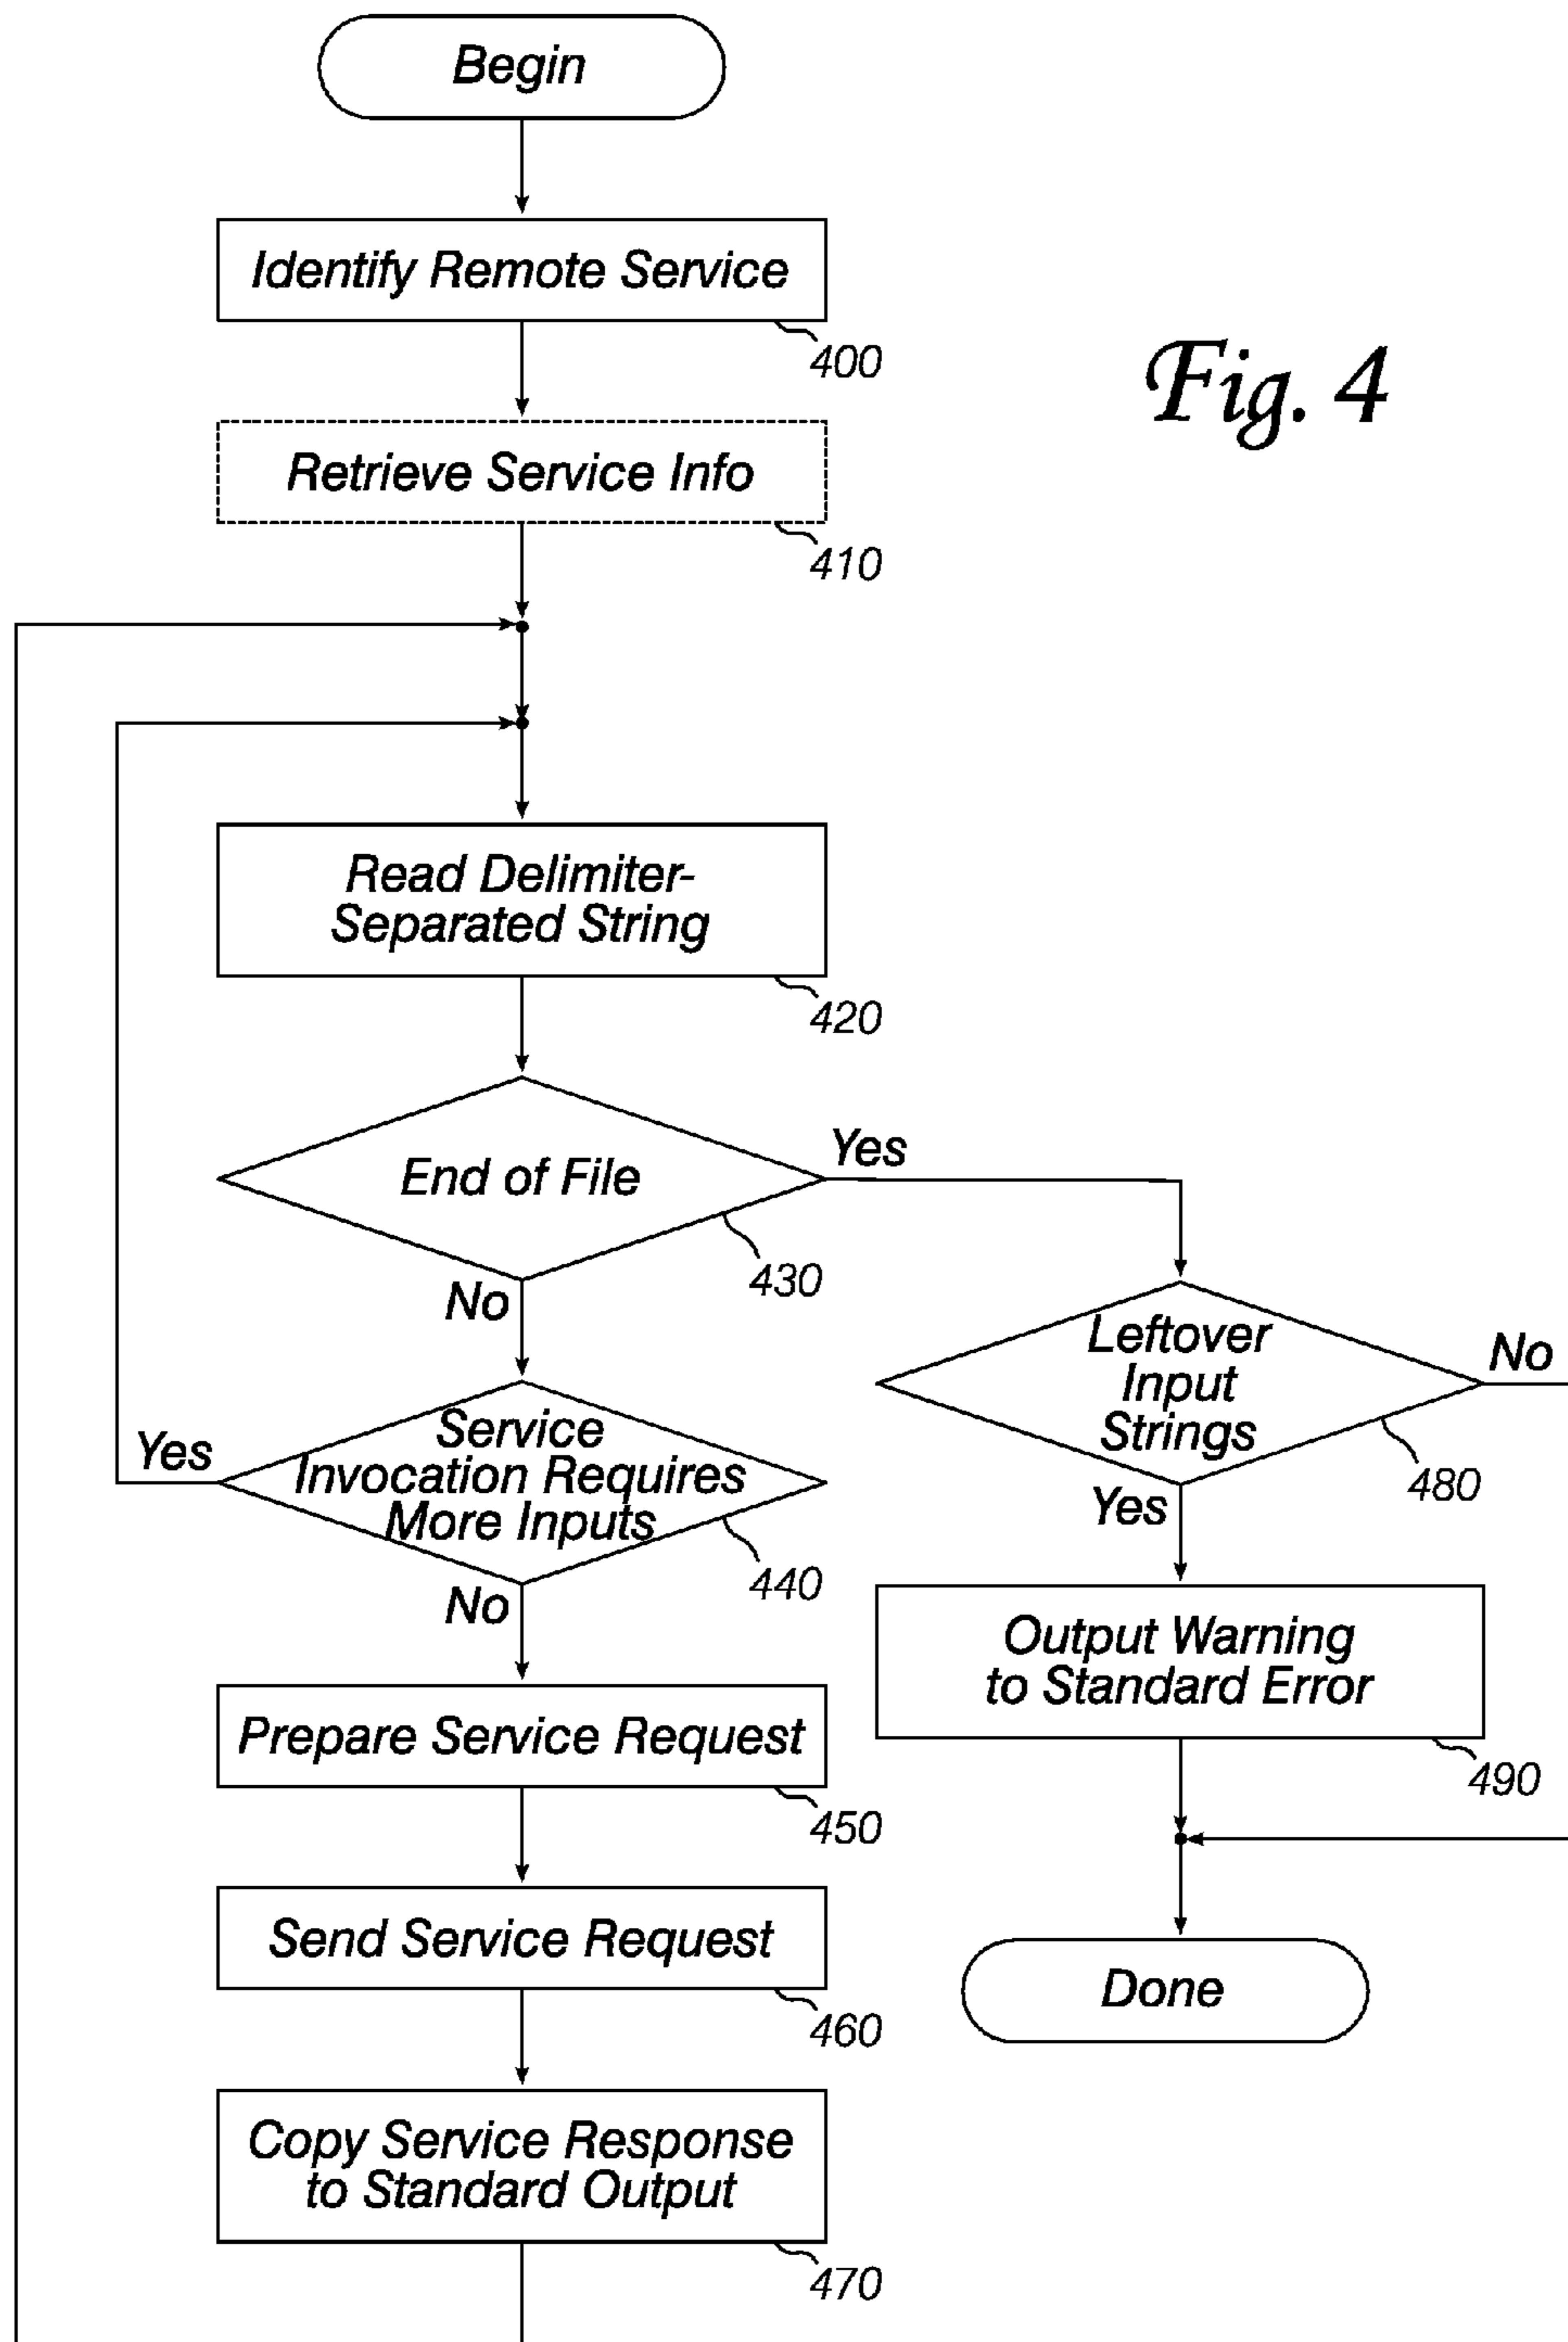 Begin
Identify Remote Service
400
Fig. 4
Retrieve Service Info
410
Read Delimiter-
Separated String
420
End of File
Yes
430
No
Leftover
Input
Strings
No
480
Yes
Service
Invocation Requires
More Inputs
Yes
440
No
Output Warning
to Standard Error
490
Prepare Service Request
450
Send Service Request
460
Done
Copy Service Response
to Standard Output
470